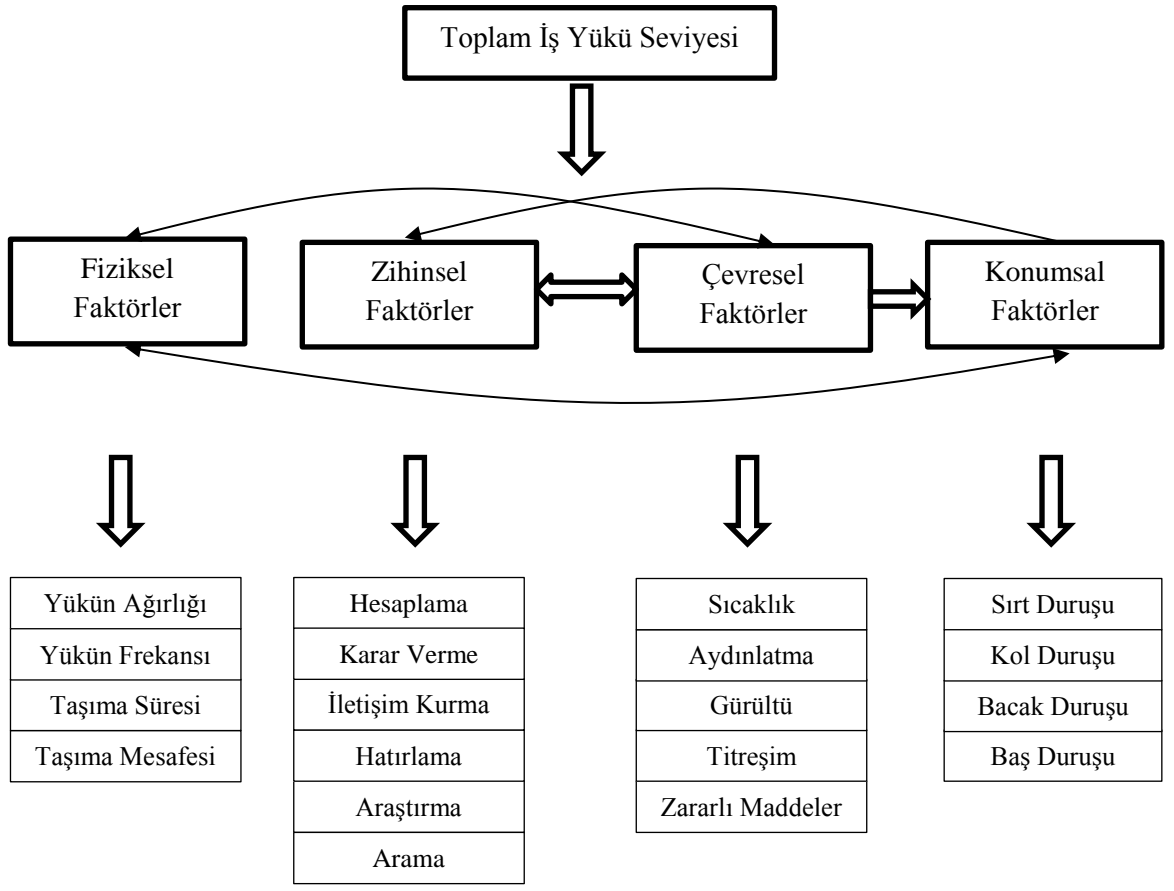 Toplam İş Yükü Seviyesi
Fiziksel
Faktörler
Zihinsel
Faktörler
Çevresel
Faktörler
Konumsal
Faktörler
Yükün Ağırlığı
Yükün Frekansı
Taşıma Süresi
Taşıma Mesafesi
Hesaplama
Karar Verme
İletişim Kurma
Hatırlama
Araştırma
Arama
Sıcaklık
Aydınlatma
Gürültü
Titreşim
Zararlı Maddeler
Sırt Duruşu
Kol Duruşu
Bacak Duruşu
Baş Duruşu